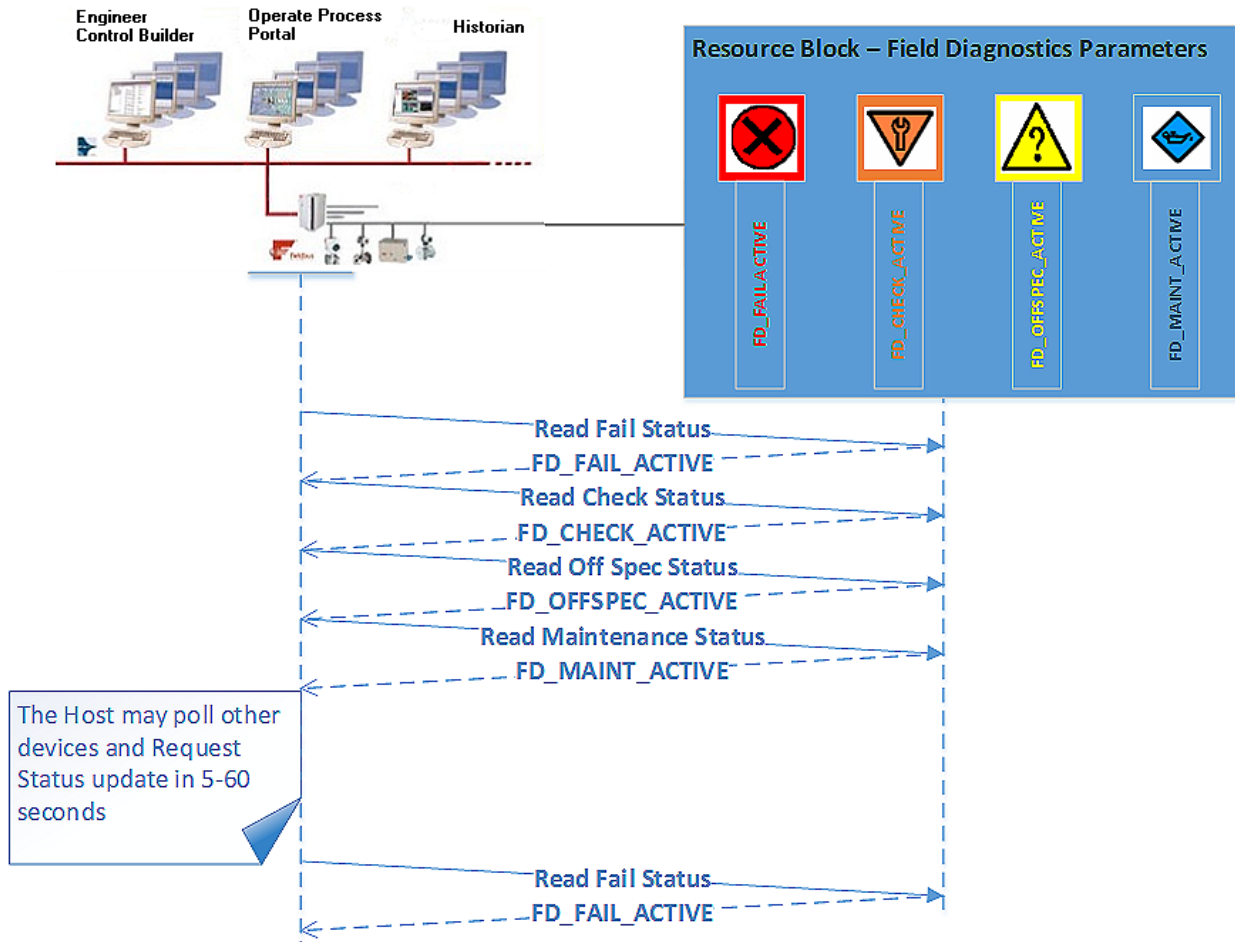 Engineer
Control Builder
Operate Process
Portal
Historian
Resource Block – Field Diagnostics Parameters
?
FD_FAILACTIVE
FD_CHECK_ACTIVE
FD_OFFSPEC_ACTIVE
FD_MAINT_ACTIVE
Read Fail Status
FD_FAIL_ACTIVE
Read Check Status
FD_CHECK_ACTIVE
Read Off Spec Status
FD_OFFSPEC_ACTIVE
Read Maintenance Status
FD_MAINT_ACTIVE
The Host may poll other
devices and Request
Status update in 5-60
seconds
Read Fail Status
FD_FAIL_ACTIVE